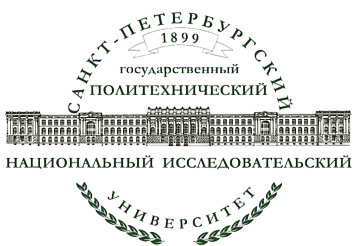 САНКТ-ПЕТЕРБУРГСКИЙ
1899
государственный
ПОЛИТЕХНИЧЕСКИЙ
НАЦИОНАЛЬНЫЙ ИССЛЕДОВАТЕЛЬСКИЙ
УНИВЕРСИТЕТ